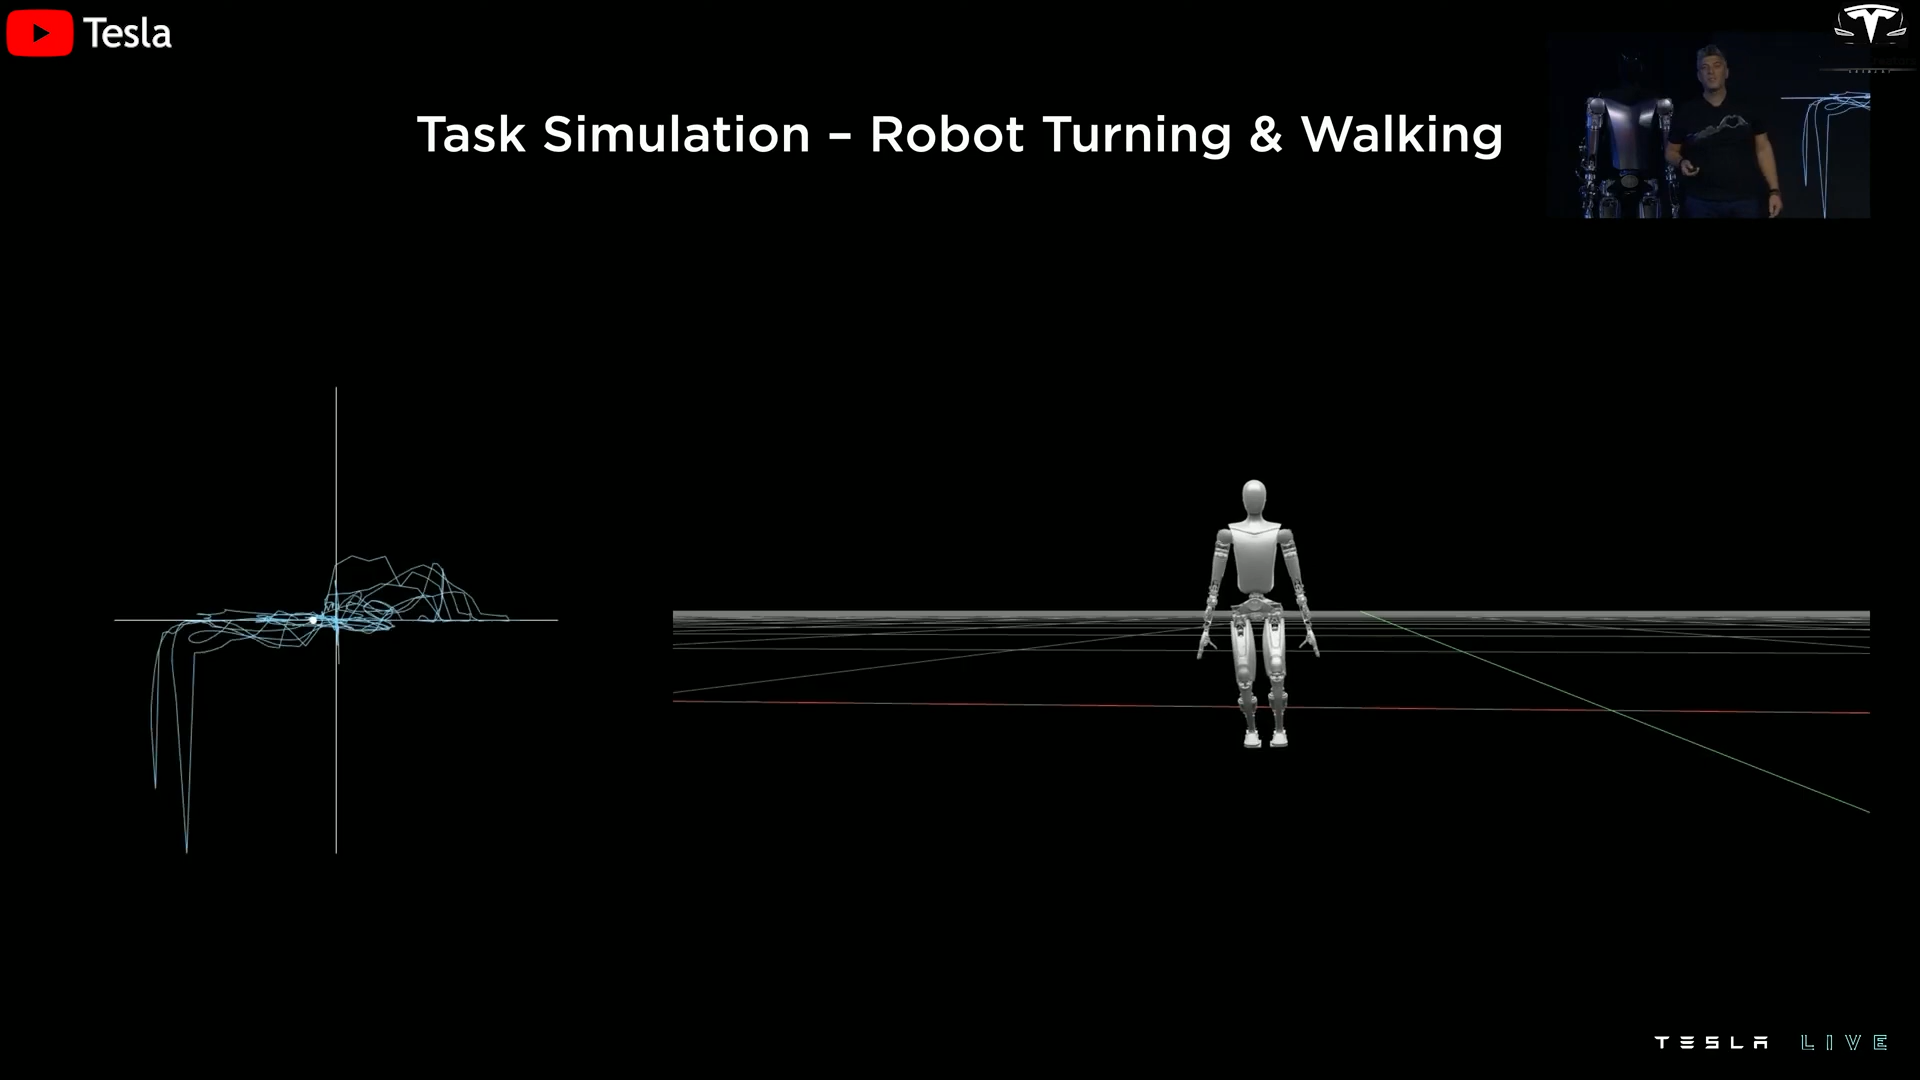 Tesla
Task Simulation – Robot Turning & Walking
TESLA LIVE